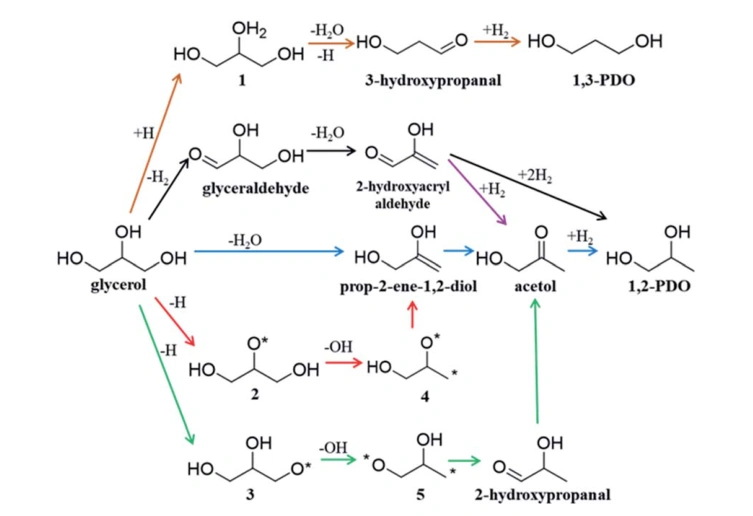 OH2
HO OH
1
-H2O
-H
HO O
3-hydroxypropanal
+H2
HO OH
1,3-PDO
+H
-H2
OH
O OH
glyceraldehyde
-H2O
OH
O
2-hydroxyacryl
aldehyde
+2H2
+H2
OH
HO OH
glycerol
-H2O
OH
HO
prop-2-ene-1,2-diol
O
HO
acetol
+H2
OH
HO
1,2-PDO
-H
O*
HO OH
2
-OH
O*
HO *
4
-H
OH
HO O*
3
-OH
OH
*O *
5
OH
O
2-hydroxypropanal